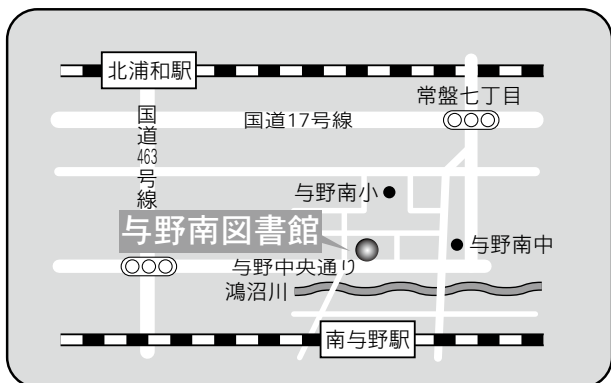 北浦和駅
常盤七丁目
国道17号線
国道463号線
与野南小
与野南図書館
与野南中
与野中央通り
鴻沼川
南与野駅